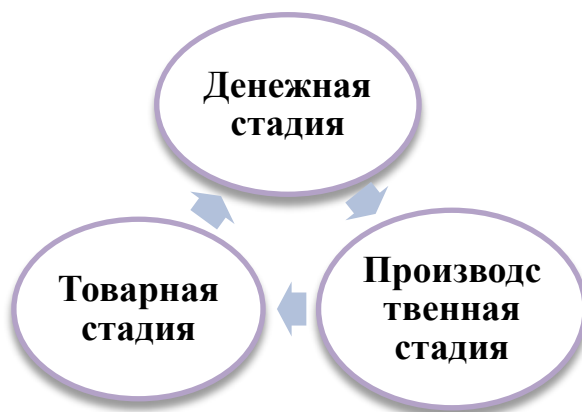 Денежная
стадия
Товарная
стадия
Производс
твенная
стадия